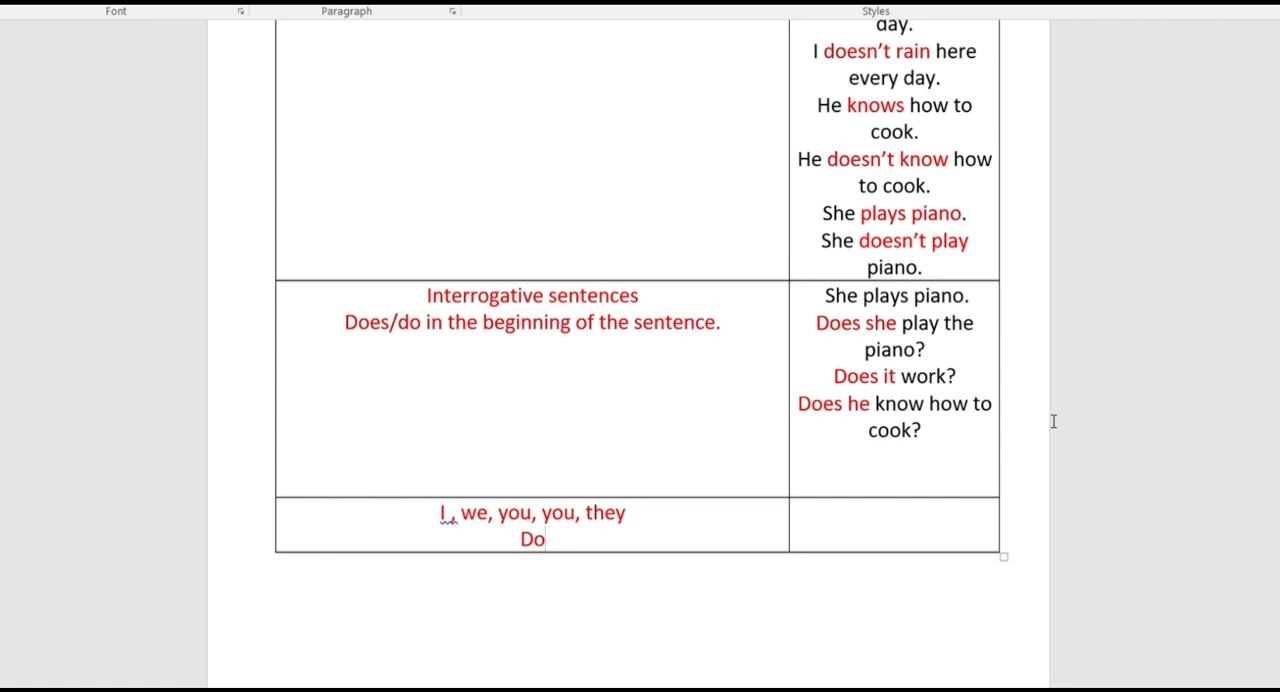 Font Paragraph Styles
day.
I doesn't rain here
every day.
He knows how to
cook.
He doesn't know how
to cook.
She plays piano.
She doesn't play
piano.
Interrogative sentences
Does/do in the beginning of the sentence.
She plays piano.
Does she play the
piano?
Does it work?
Does he know how to
cook?
I , we, you, you, they
Do